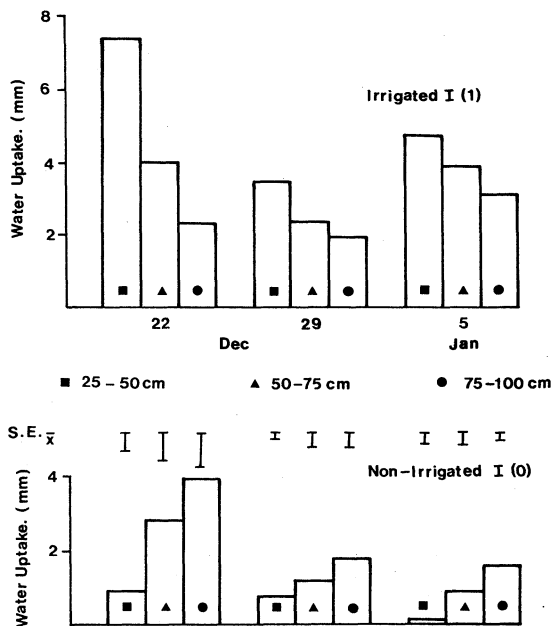 8
6
4
2
Water Uptake. (mm)
Irrigated I (1)
22 29 5
Dec Jan
■ 25 – 50 cm ▲ 50–75 cm ● 75–100 cm
S.E. x̄
Non-Irrigated I (0)
4
2
Water Uptake. (mm)